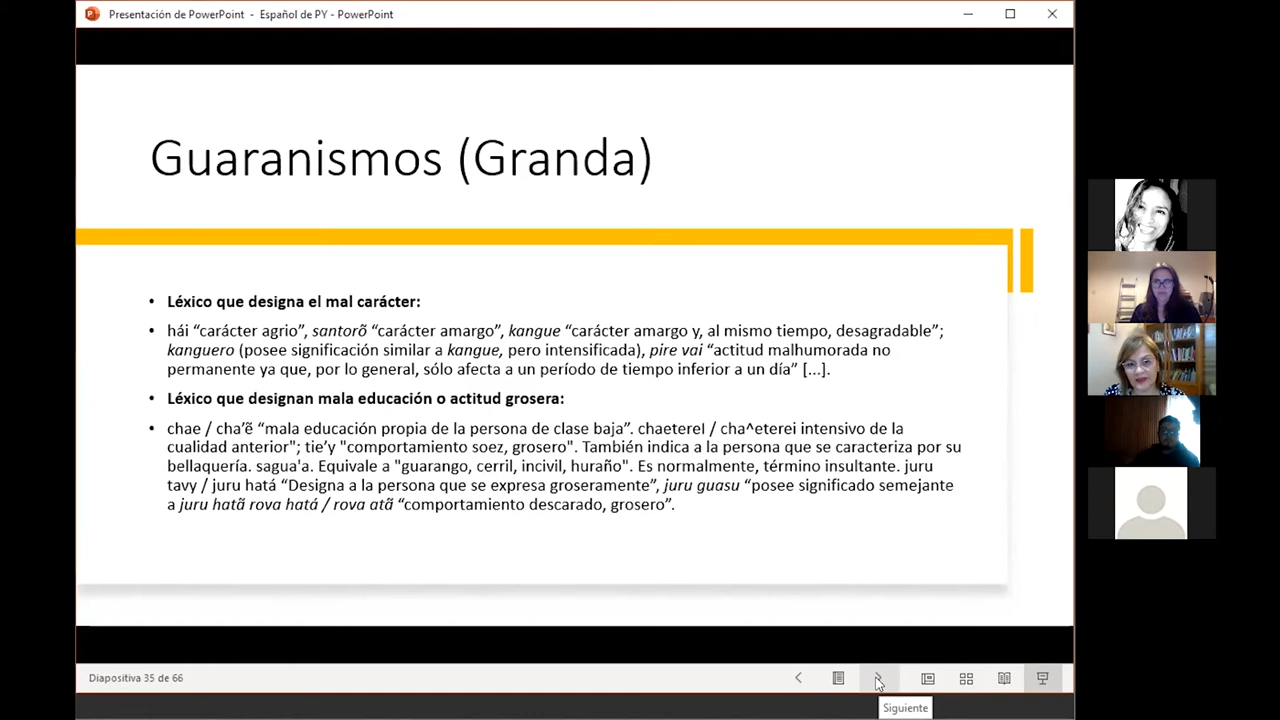 Presentación de PowerPoint - Español de PY - PowerPoint
Guaranismos (Granda)
• Léxico que designa el mal carácter:
• hái “carácter agrio”, santorõ “carácter amargo”, kangue “carácter amargo y, al mismo tiempo, desagradable”;
kanguero (posee significación similar a kangue, pero intensificada), pire vai “actitud malhumorada no
permanente ya que, por lo general, sólo afecta a un período de tiempo inferior a un día” [...].
• Léxico que designan mala educación o actitud grosera:
• chae / cha’ẽ “mala educación propia de la persona de clase baja”. chaetereI / cha^eterei intensivo de la
cualidad anterior"; tie’y "comportamiento soez, grosero". También indica a la persona que se caracteriza por su
bellaquería. sagua'a. Equivale a "guarango, cerril, incivil, huraño". Es normalmente, término insultante. juru
tavy / juru hatá “Designa a la persona que se expresa groseramente”, juru guasu “posee significado semejante
a juru hatã rova hatá / rova atã “comportamiento descarado, grosero”.
Diapositiva 35 de 66
Siguiente